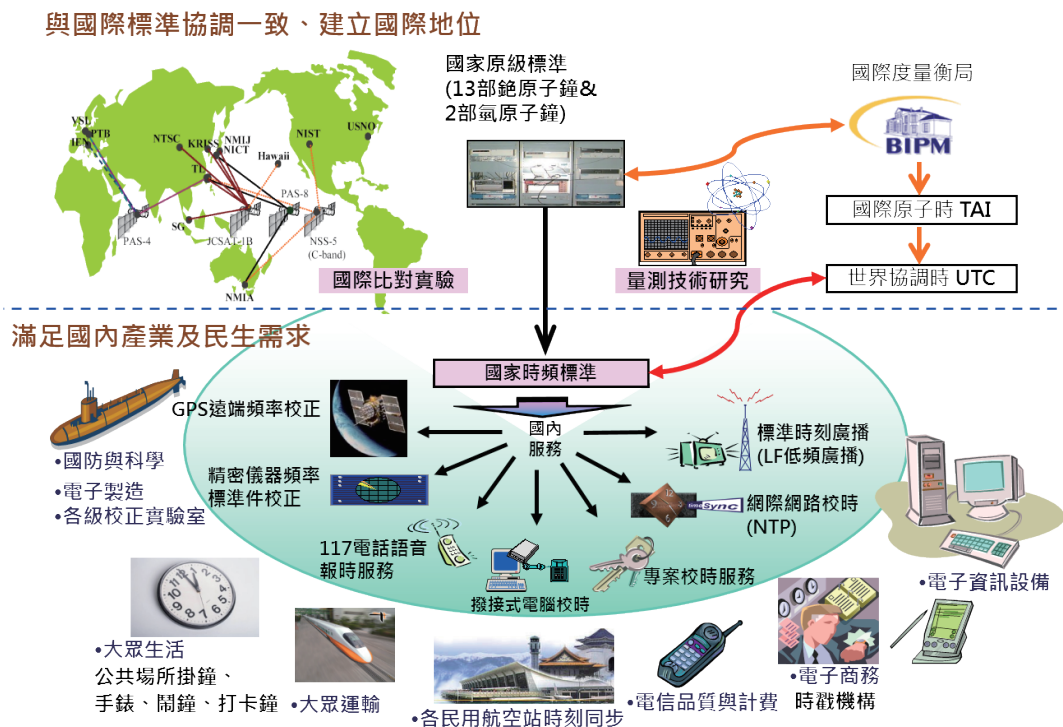 與國際標準協調一致、建立國際地位
VSL
PTB
IEN
NTSC
KRISS
NMIJ
NICT
TL
NIST
USNO
Hawaii
PAS-8
SG
PAS-4
JCSAT-1B
NSS-5
(C-band)
NMIA
國際比對實驗
國家原級標準
(13部銫原子鐘&
2部氫原子鐘)
量測技術研究
國際度量衡局
BIPM
國際原子時 TAI
世界協調時 UTC
滿足國內產業及民生需求
國家時頻標準
國內
服務
GPS遠端頻率校正
精密儀器頻率
標準件校正
117電話語音
報時服務
撥接式電腦校時
專案校時服務
timeSync
網際網路校時
(NTP)
標準時刻廣播
(LF低頻廣播)
•國防與科學
•電子製造
•各級校正實驗室
•大眾生活
公共場所掛鐘、
手錶、鬧鐘、打卡鐘
•大眾運輸
•各民用航空站時刻同步
•電信品質與計費
•電子商務
時戳機構
•電子資訊設備